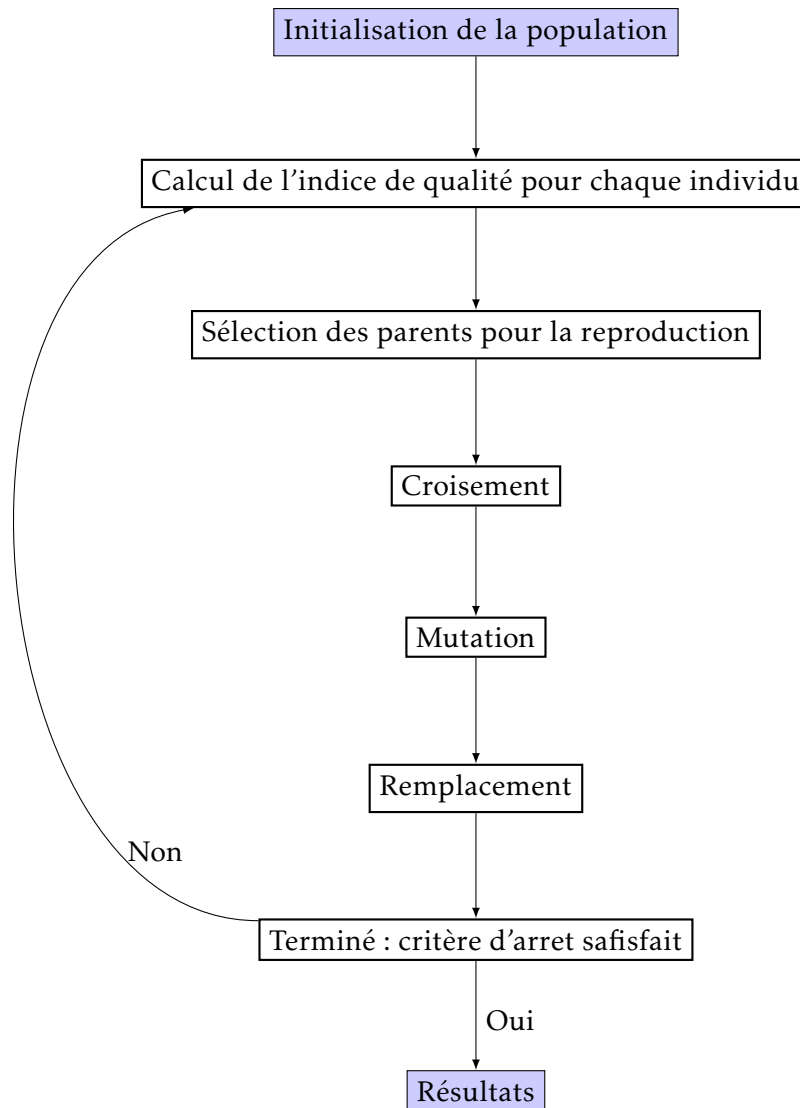 Initialisation de la population
Calcul de l'indice de qualité pour chaque individu
Sélection des parents pour la reproduction
Croisement
Mutation
Remplacement
Non
Terminé : critère d'arret safisfait
Oui
Résultats